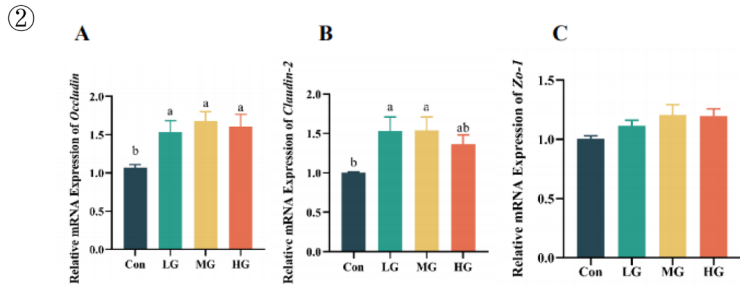 ②
A
B
C
Relative mRNA Expression of Occludin
2.0
1.5
1.0
0.5
0.0
b
a
a
a
Con LG MG HG
Relative mRNA Expression of Claudin-2
2.0
1.5
1.0
0.5
0.0
b
a
a
ab
Con LG MG HG
Relative mRNA Expression of Zo-1
1.5
1.0
0.5
0.0
Con LG MG HG